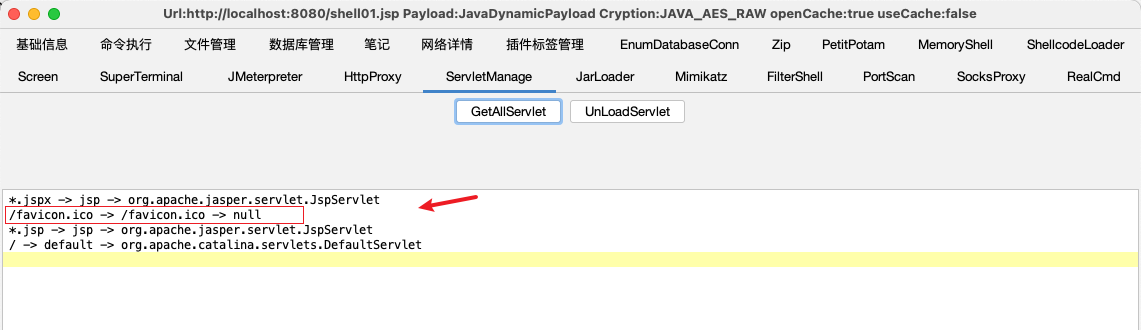 Url:http://localhost:8080/shell01.jsp Payload:JavaDynamicPayload Cryption:JAVA_AES_RAW openCache:true useCache:false
基础信息 命令执行 文件管理 数据库管理 笔记 网络详情 插件标签管理 EnumDatabaseConn Zip PetitPotam MemoryShell ShellcodeLoader
Screen SuperTerminal JMeterpreter HttpProxy ServletManage JarLoader Mimikatz FilterShell PortScan SocksProxy RealCmd
GetAllServlet UnLoadServlet
*.jspx -> jsp -> org.apache.jasper.servlet.JspServlet
/favicon.ico -> /favicon.ico -> null
*.jsp -> jsp -> org.apache.jasper.servlet.JspServlet
/ -> default -> org.apache.catalina.servlets.DefaultServlet